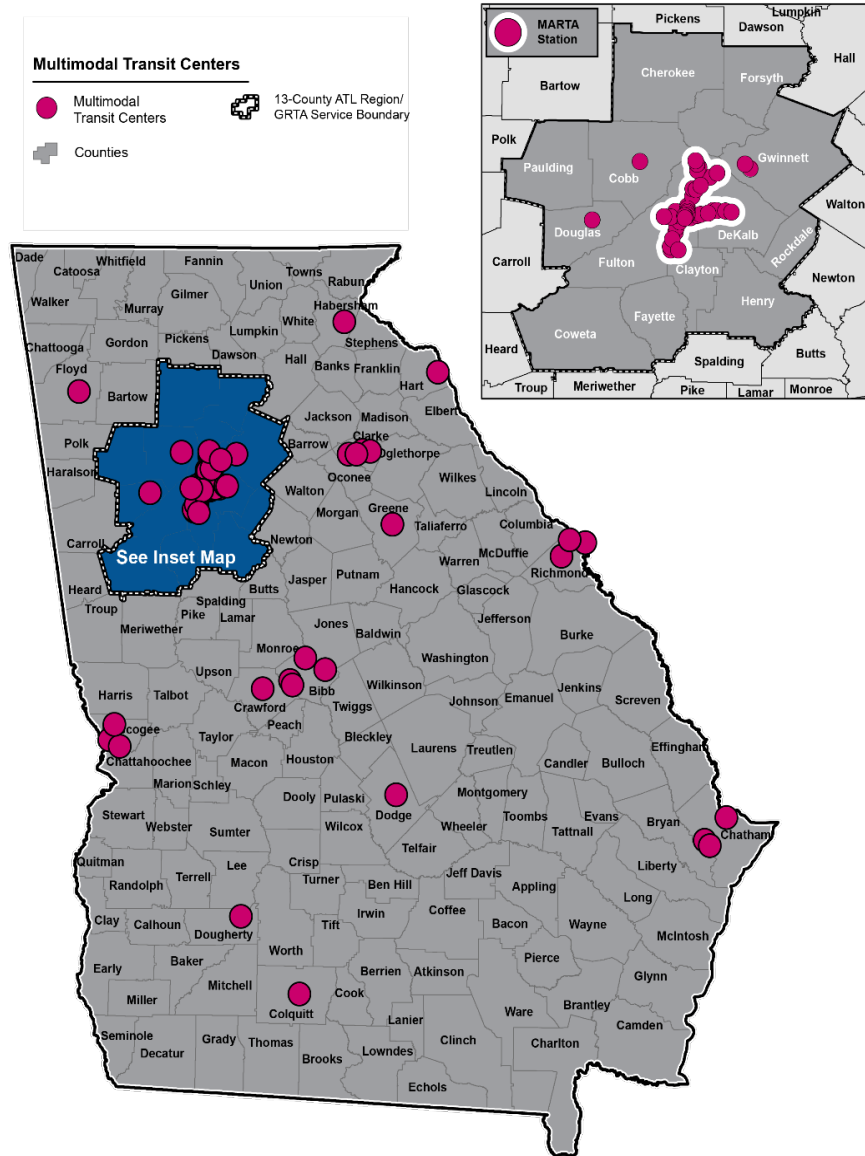 Multimodal Transit Centers
Multimodal
Transit Centers
13-County ATL Region/
GRTA Service Boundary
Counties
MARTA
Station
Pickens
Lumpkin
Dawson
Hall
Bartow
Cherokee
Forsyth
Polk
Paulding
Cobb
Gwinnett
Walton
Douglas
DeKalb
Rockdale
Carroll
Fulton
Clayton
Newton
Henry
Fayette
Coweta
Heard
Spalding
Butts
Troup
Meriwether
Pike
Lamar
Monroe
Dade
Catoosa
Whitfield
Fannin
Towns
Rabun
Union
Walker
Murray
Gilmer
Habersham
White
Lumpkin
Chattooga
Gordon
Pickens
Stephens
Dawson
Floyd
Bartow
Hall
Banks
Franklin
Hart
Jackson
Madison
Elbert
Polk
Barrow
Clarke
Oglethorpe
Haralson
Oconee
Walton
Wilkes
Lincoln
Morgan
Greene
Taliaferro
Columbia
Carroll
See Inset Map
Newton
Warren
McDuffie
Richmond
Heard
Butts
Jasper
Putnam
Hancock
Glascock
Troup
Spalding
Pike
Lamar
Meriwether
Jones
Baldwin
Jefferson
Burke
Monroe
Washington
Upson
Bibb
Wilkinson
Harris
Talbot
Crawford
Twiggs
Johnson
Emanuel
Jenkins
Screven
Peach
cogee
Taylor
Bleckley
Laurens
Treutlen
Effingham
Chattahoochee
Macon
Houston
Candler
Bulloch
Marion
Schley
Dooly
Pulaski
Dodge
Montgomery
Stewart
Webster
Sumter
Wilcox
Wheeler
Toombs
Evans
Tattnall
Bryan
Chatham
Telfair
Quitman
Lee
Crisp
Liberty
Randolph
Terrell
Turner
Ben Hill
Jeff Davis
Appling
Long
Clay
Calhoun
Dougherty
Irwin
Coffee
Bacon
Wayne
Worth
Tift
McIntosh
Early
Baker
Pierce
Berrien
Atkinson
Mitchell
Cook
Glynn
Miller
Colquitt
Ware
Brantley
Lanier
Camden
Seminole
Decatur
Grady
Thomas
Brooks
Lowndes
Clinch
Charlton
Echols